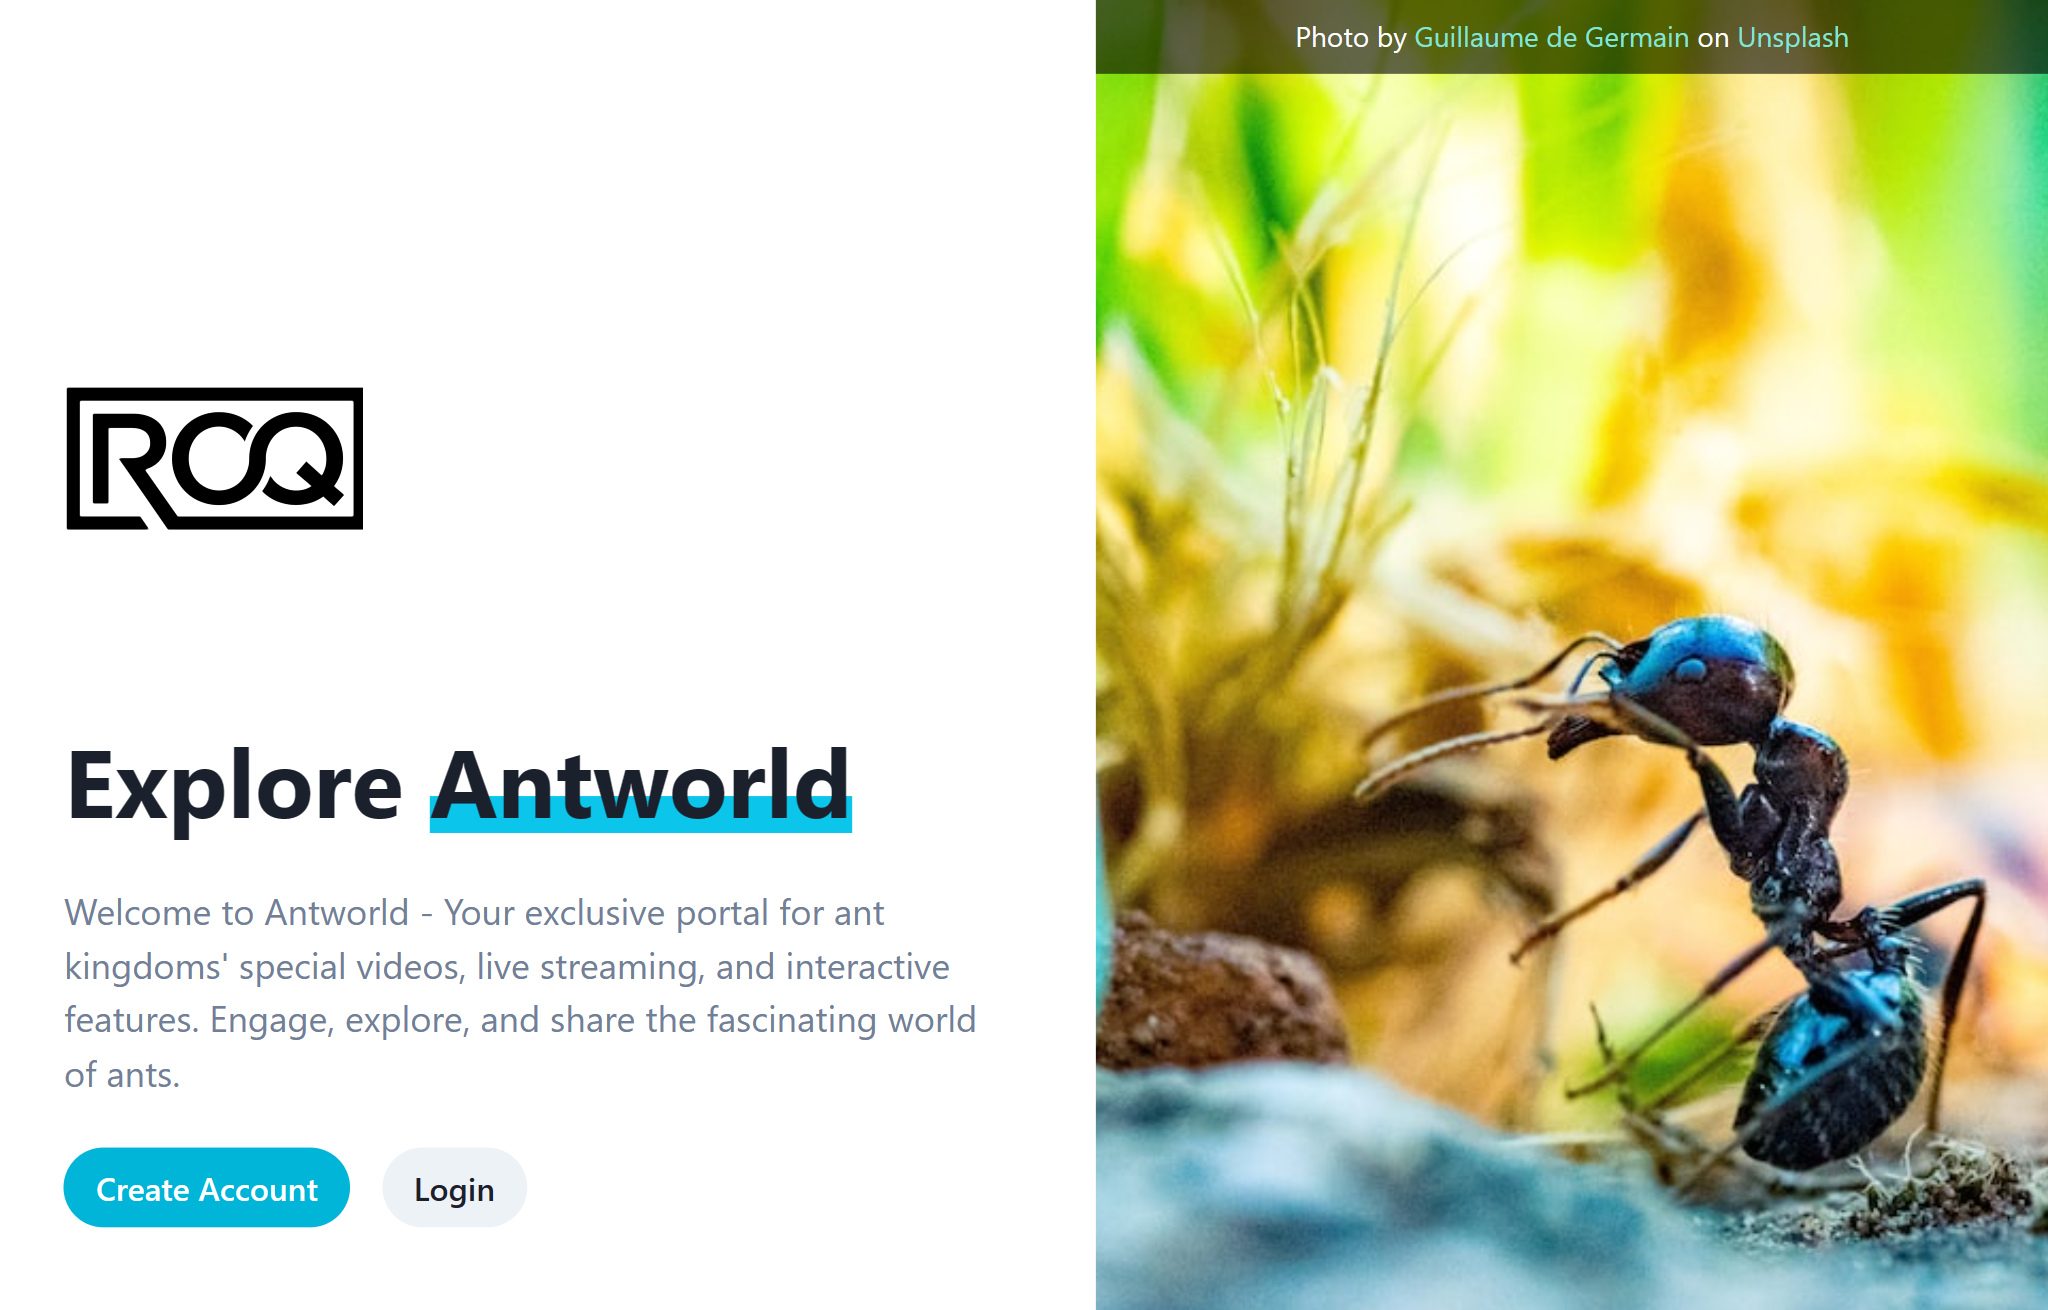 Photo by Guillaume de Germain on Unsplash
ROQ
Explore Antworld
Welcome to Antworld - Your exclusive portal for ant
kingdoms' special videos, live streaming, and interactive
features. Engage, explore, and share the fascinating world
of ants.
Create Account
Login